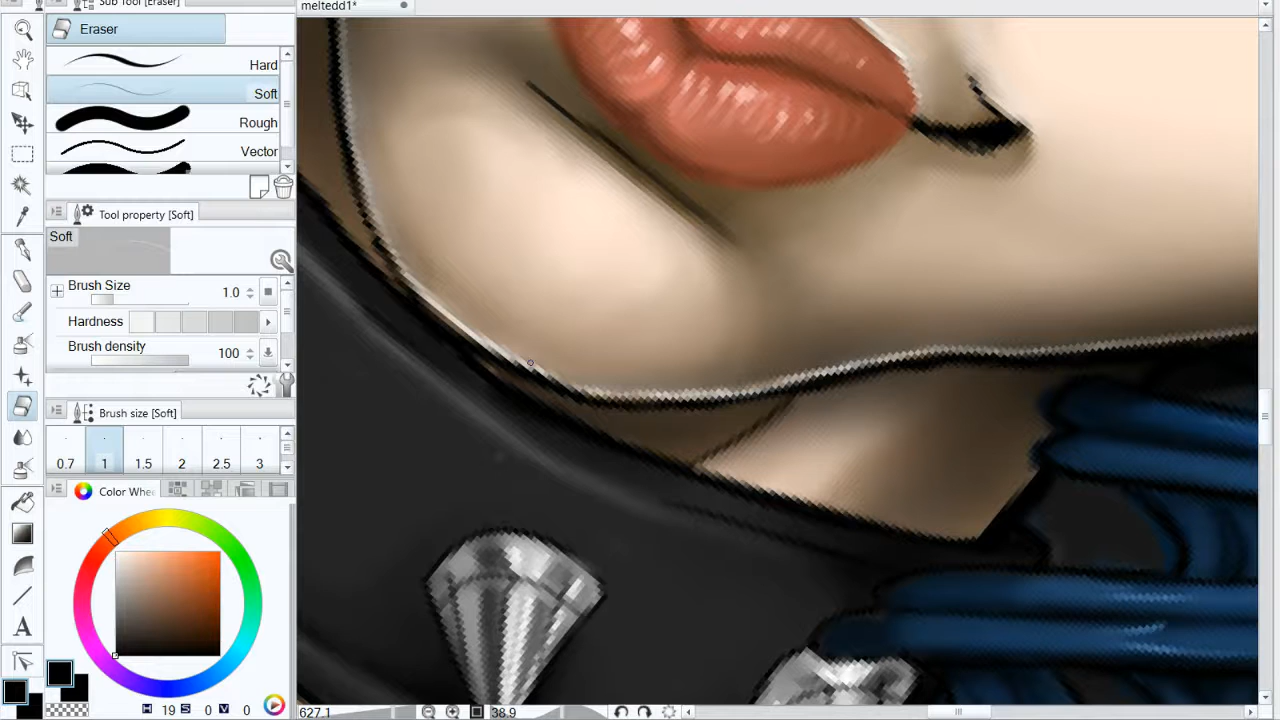 Sub Tool [Eraser]
meltedd1*
Eraser
Hard
Soft
Rough
Vector
Tool property [Soft]
Soft
Brush Size
1.0
Hardness
Brush density
100
Brush size [Soft]
0.7 1 1.5 2 2.5 3
Color Whee
A
H 19 S 0 V 0
627.1
38.9